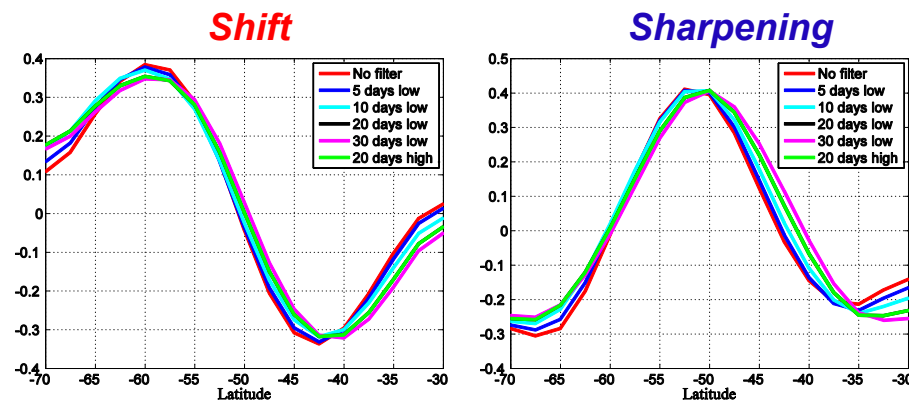 Shift
0.4
0.3
0.2
0.1
0
-0.1
-0.2
-0.3
-0.4
-70
-65
-60
-55
-50
-45
-40
-35
-30
Latitude
No filter
5 days low
10 days low
20 days low
30 days low
20 days high
Sharpening
0.5
0.4
0.3
0.2
0.1
0
-0.1
-0.2
-0.3
-0.4
-70
-65
-60
-55
-50
-45
-40
-35
-30
Latitude
No filter
5 days low
10 days low
20 days low
30 days low
20 days high